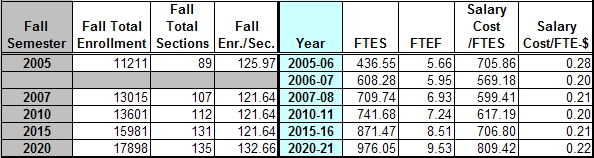 Fall Semester Fall Total Enrollment Fall Total Sections Fall Enr./Sec. Year FTES FTEF Salary Cost /FTES Salary Cost/FTE-$
2005 11211 89 125.97 2005-06 436.55 5.66 705.86 0.28
2006-07 608.28 5.95 569.18 0.20
2007 13015 107 121.64 2007-08 709.74 6.93 599.41 0.21
2010 13601 112 121.64 2010-11 741.68 7.24 617.19 0.20
2015 15981 131 121.64 2015-16 871.47 8.51 706.80 0.21
2020 17898 135 132.66 2020-21 976.05 9.53 809.42 0.22